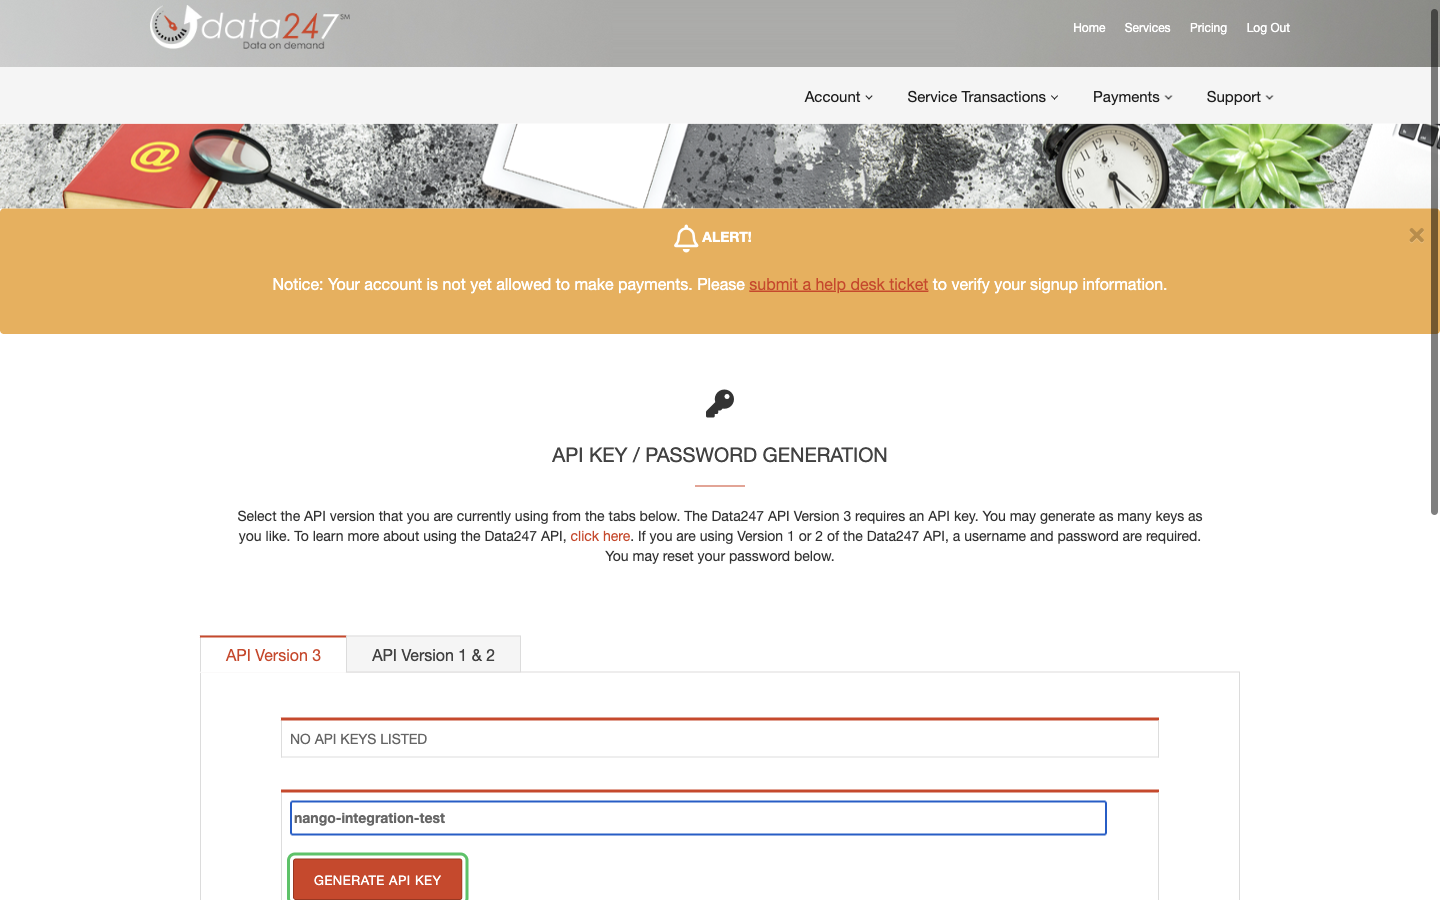 data247 SM
Data on demand
Home Services Pricing Log Out
Account Service Transactions Payments Support
@
ALERT!
×
Notice: Your account is not yet allowed to make payments. Please submit a help desk ticket to verify your signup information.
API KEY / PASSWORD GENERATION
Select the API version that you are currently using from the tabs below. The Data247 API Version 3 requires an API key. You may generate as many keys as
you like. To learn more about using the Data247 API, click here. If you are using Version 1 or 2 of the Data247 API, a username and password are required.
You may reset your password below.
API Version 3 API Version 1 & 2
NO API KEYS LISTED
nango-integration-test
GENERATE API KEY